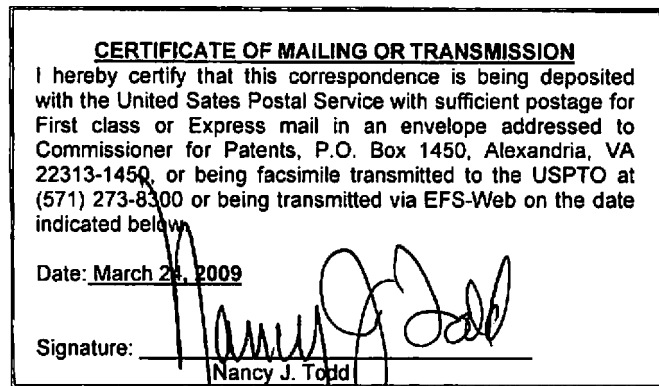 CERTIFICATE OF MAILING OR TRANSMISSION
I hereby certify that this correspondence is being deposited
with the United Sates Postal Service with sufficient postage for
First class or Express mail in an envelope addressed to
Commissioner for Patents, P.O. Box 1450, Alexandria, VA
22313-1450, or being facsimile transmitted to the USPTO at
(571) 273-8300 or being transmitted via EFS-Web on the date
indicated below.
Date: March 24, 2009
Signature: Nancy J Todd
Nancy J. Todd